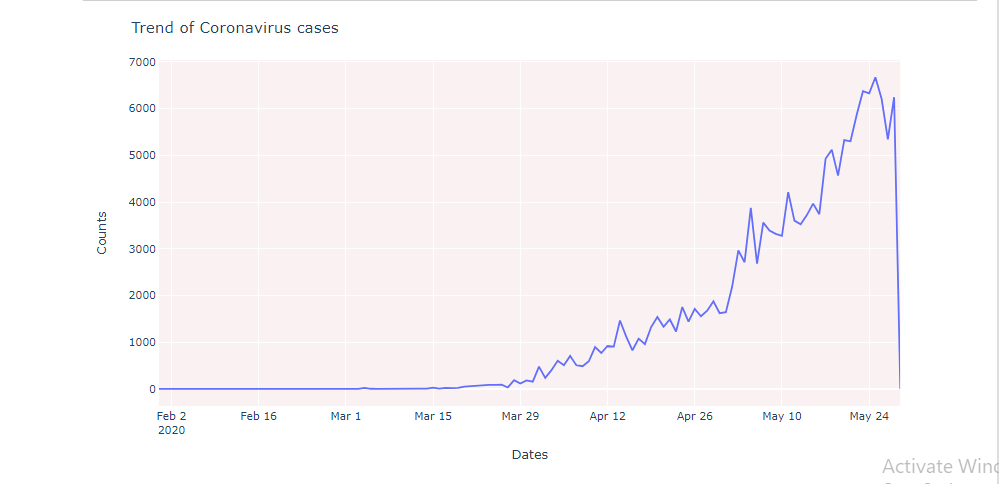 Trend of Coronavirus cases
7000
6000
5000
4000
3000
2000
1000
0
Counts
Feb 2 Feb 16 Mar 1 Mar 15 Mar 29 Apr 12 Apr 26 May 10 May 24
2020
Dates
Activate Winc